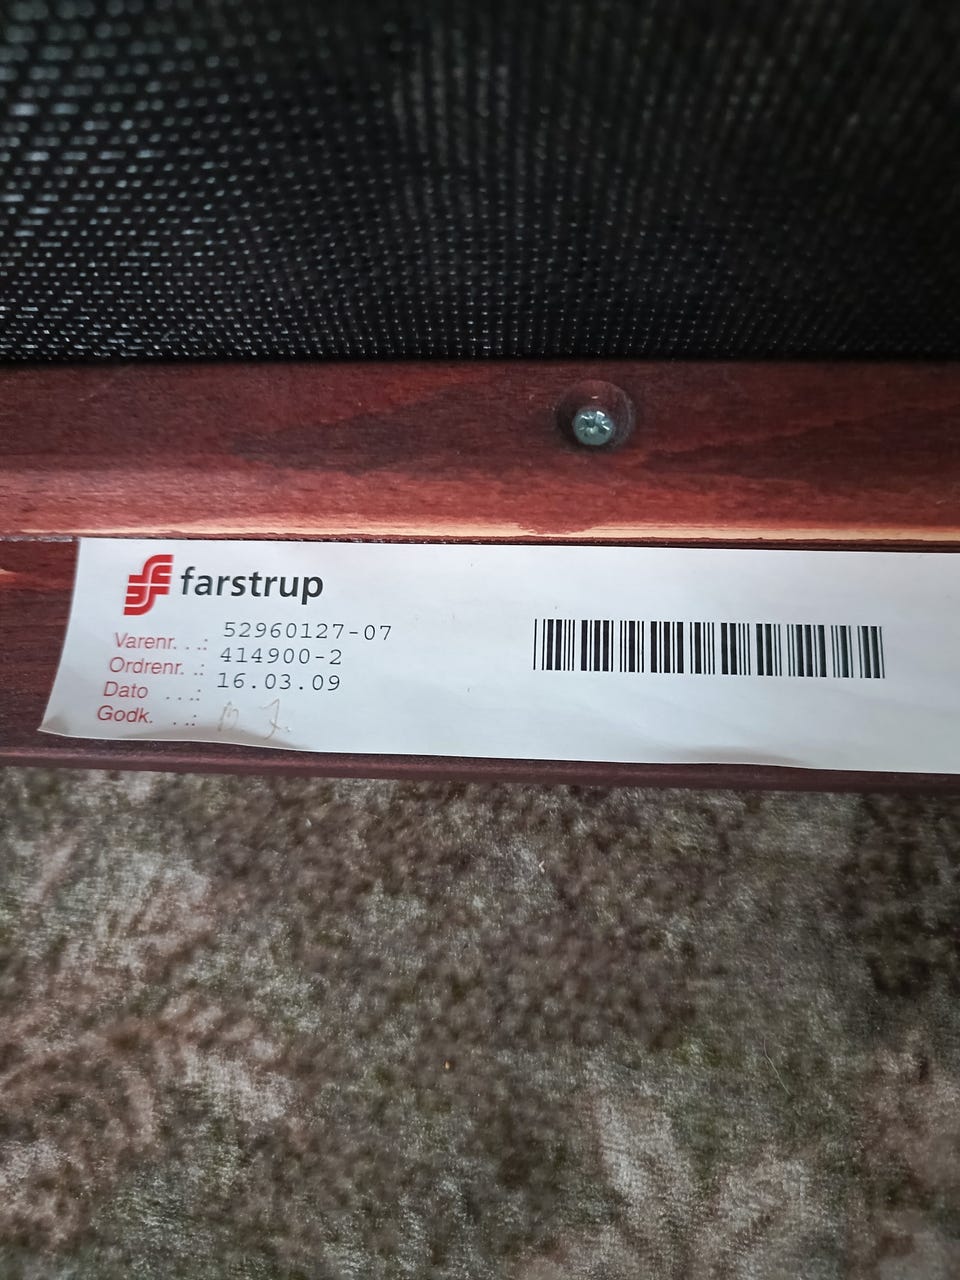 farstrup
Varenr. . .: 52960127-07
Ordrenr. .: 414900-2
Dato . . .: 16.03.09
Godk. . .: